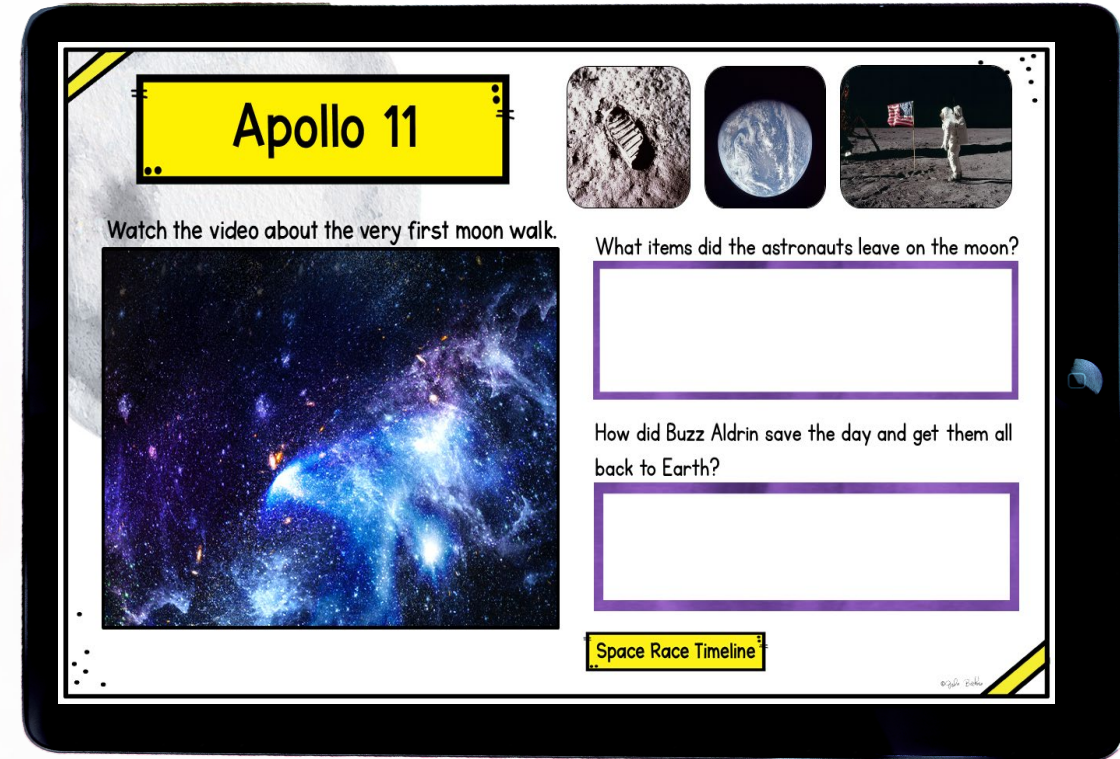 Apollo 11
Watch the video about the very first moon walk.
What items did the astronauts leave on the moon?
How did Buzz Aldrin save the day and get them all
back to Earth?
Space Race Timeline